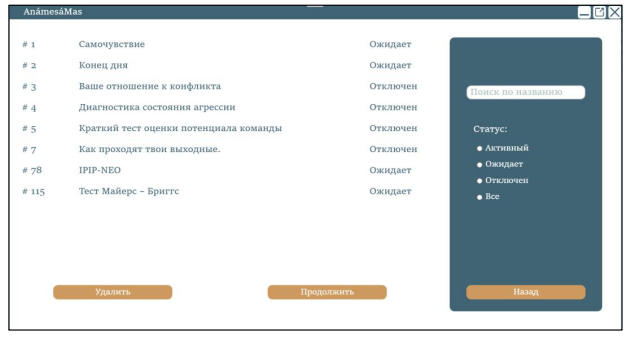 AnámesáMas
# 1 Самочувствие Ожидает
# 2 Конец дня Ожидает
# 3 Ваше отношение к конфликта Отключен
# 4 Диагностика состояния агрессии Отключен
# 5 Краткий тест оценки потенциала команды Отключен
# 7 Как проходят твои выходные. Отключен
# 78 IPIP-NEO Ожидает
# 115 Тест Майерс – Бриггс Ожидает
Удалить
Продолжить
Поиск по названию
Статус:
Активный
Ожидает
Отключен
Все
Назад